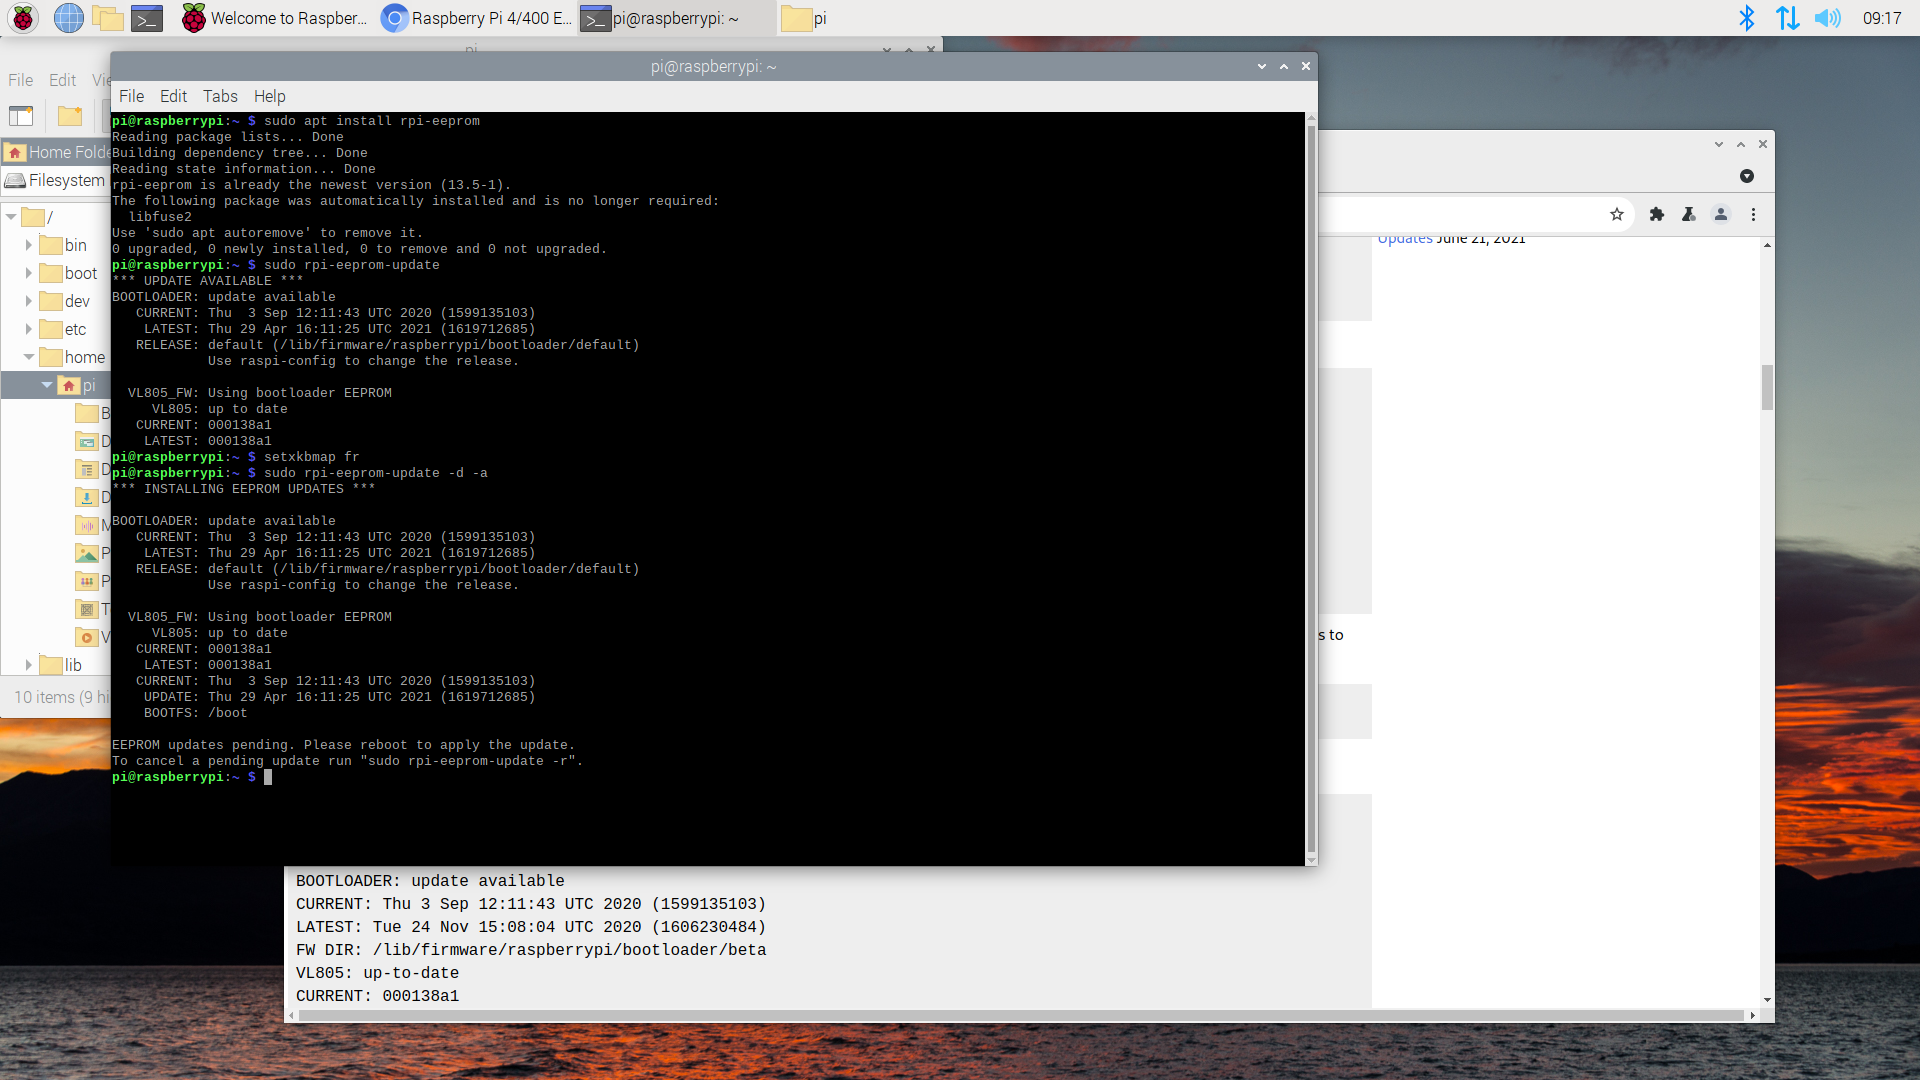 Welcome to Raspber...
Raspberry Pi 4/400 E...
pi@raspberrypi: ~
pi
09:17
pi
File Edit
Home Folde
Filesystem
/
bin
boot
dev
etc
home
pi
lib
10 items (9 hi
pi@raspberrypi: ~
File Edit Tabs Help
pi@raspberrypi:~ $ sudo apt install rpi-eeprom
Reading package lists... Done
Building dependency tree... Done
Reading state information... Done
rpi-eeprom is already the newest version (13.5-1).
The following package was automatically installed and is no longer required:
libfuse2
Use 'sudo apt autoremove' to remove it.
0 upgraded, 0 newly installed, 0 to remove and 0 not upgraded.
pi@raspberrypi:~ $ sudo rpi-eeprom-update
*** UPDATE AVAILABLE ***
BOOTLOADER: update available
CURRENT: Thu  3 Sep 12:11:43 UTC 2020 (1599135103)
LATEST: Thu 29 Apr 16:11:25 UTC 2021 (1619712685)
RELEASE: default (/lib/firmware/raspberrypi/bootloader/default)
Use raspi-config to change the release.
VL805_FW: Using bootloader EEPROM
VL805: up to date
CURRENT: 000138a1
LATEST: 000138a1
pi@raspberrypi:~ $ setxkbmap fr
pi@raspberrypi:~ $ sudo rpi-eeprom-update -d -a
*** INSTALLING EEPROM UPDATES ***
BOOTLOADER: update available
CURRENT: Thu  3 Sep 12:11:43 UTC 2020 (1599135103)
LATEST: Thu 29 Apr 16:11:25 UTC 2021 (1619712685)
RELEASE: default (/lib/firmware/raspberrypi/bootloader/default)
Use raspi-config to change the release.
VL805_FW: Using bootloader EEPROM
VL805: up to date
CURRENT: 000138a1
LATEST: 000138a1
CURRENT: Thu  3 Sep 12:11:43 UTC 2020 (1599135103)
UPDATE: Thu 29 Apr 16:11:25 UTC 2021 (1619712685)
BOOTFS: /boot
EEPROM updates pending. Please reboot to apply the update.
To cancel a pending update run "sudo rpi-eeprom-update -r".
pi@raspberrypi:~ $
Updates June 21, 2021
s to
BOOTLOADER: update available
CURRENT: Thu 3 Sep 12:11:43 UTC 2020 (1599135103)
LATEST: Tue 24 Nov 15:08:04 UTC 2020 (1606230484)
FW DIR: /lib/firmware/raspberrypi/bootloader/beta
VL805: up-to-date
CURRENT: 000138a1